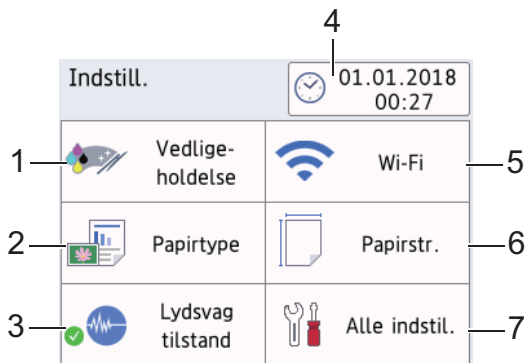 4
Indstill.
01.01.2018
00:27
1
Vedlige-
holdelse
Wi-Fi
5
2
Papirtype
Papirstr.
6
3
Lydsvag
tilstand
Alle indstil.
7